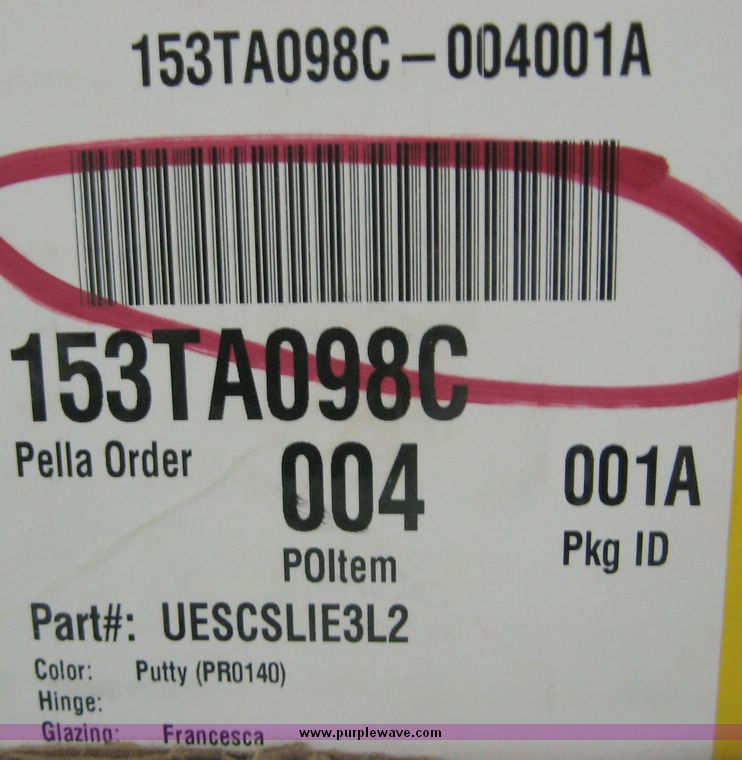 153TA098C – 004001A
153TA098C
Pella Order
004
POItem
001A
Pkg ID
Part#: UESCSLIE3L2
Color: Putty (PR0140)
Hinge:
Glazing: Francesca
www.purplewave.com